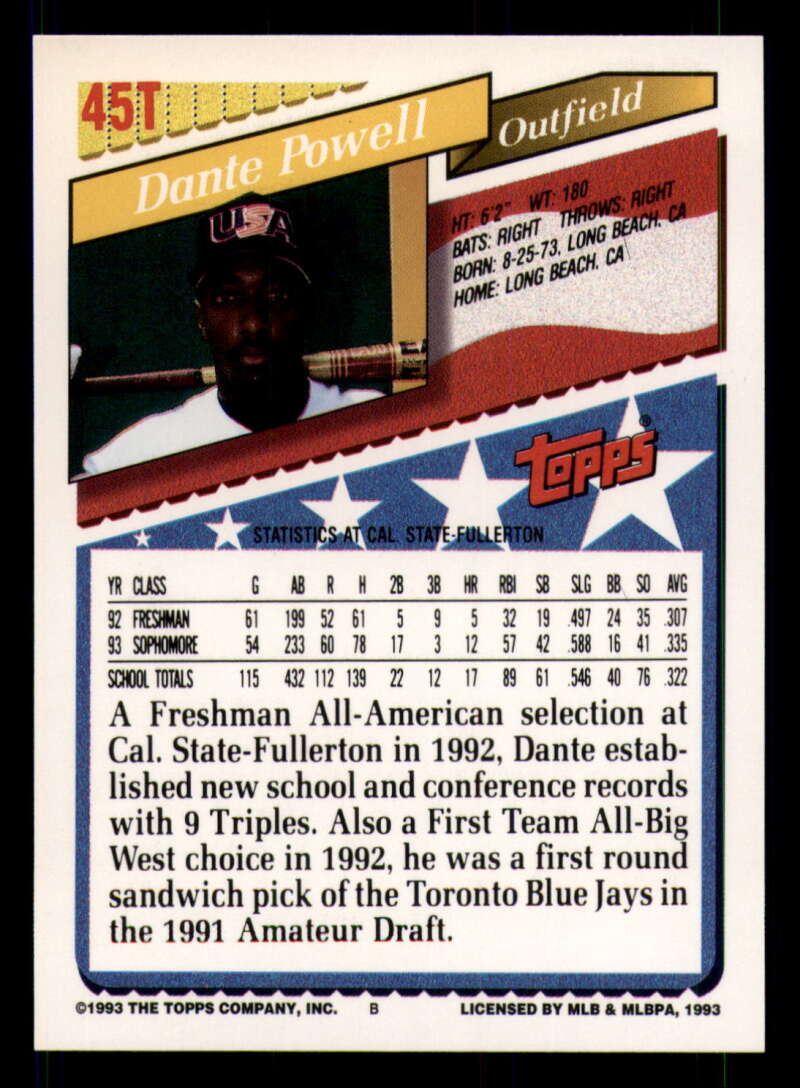 45T
Dante Powell
Outfield
USA
HT: 6'2" WT: 180
BATS: RIGHT THROWS: RIGHT
BORN: 8-25-73, LONG BEACH, CA
HOME: LONG BEACH, CA
TOPPS®
STATISTICS AT CAL. STATE-FULLERTON
YR CLASS G AB R H 2B 3B HR RBI SB SLG BB SO AVG
92 FRESHMAN 61 199 52 61 5 9 5 32 19 .497 24 35 .307
93 SOPHOMORE 54 233 60 78 17 3 12 57 42 .588 16 41 .335
SCHOOL TOTALS 115 432 112 139 22 12 17 89 61 .546 40 76 .322
A Freshman All-American selection at
Cal. State-Fullerton in 1992, Dante estab-
lished new school and conference records
with 9 Triples. Also a First Team All-Big
West choice in 1992, he was a first round
sandwich pick of the Toronto Blue Jays in
the 1991 Amateur Draft.
©1993 THE TOPPS COMPANY, INC. B LICENSED BY MLB & MLBPA, 1993